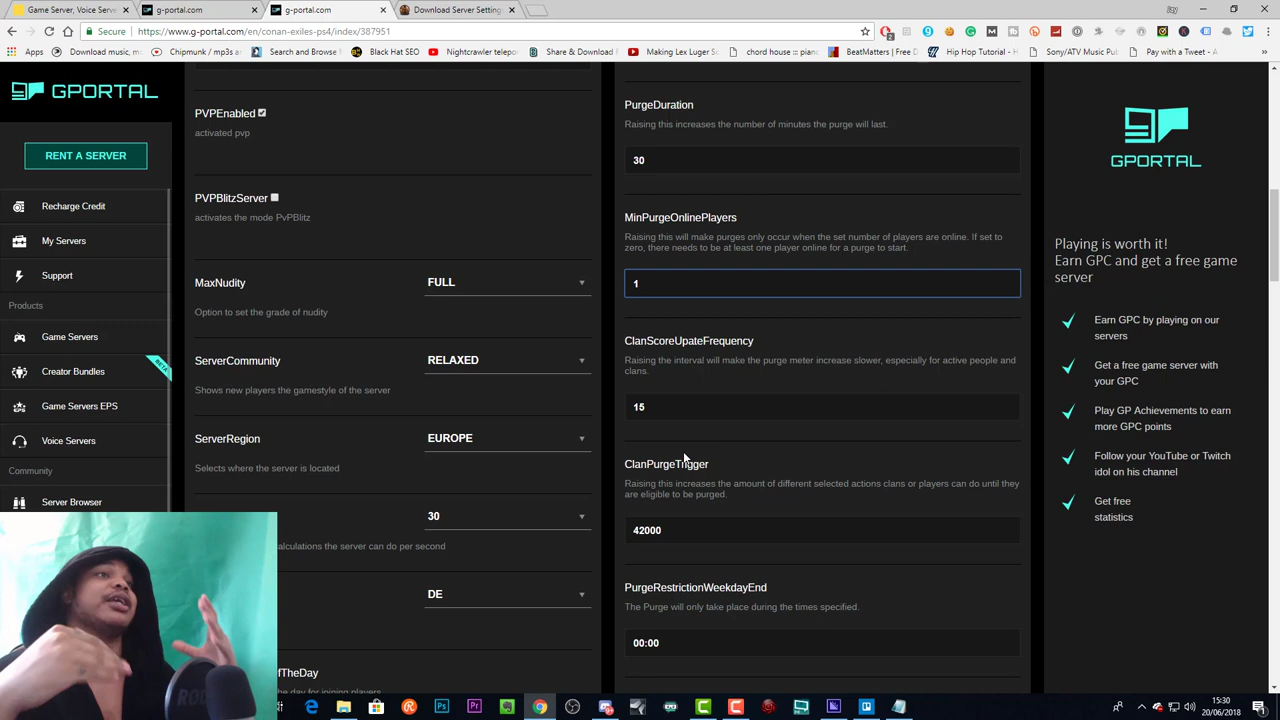 Game Server, Voice Serve
g-portal.com
g-portal.com
Download Server Setting
Secure
https://www.g-portal.com/en/conan-exiles-ps4/index/387951
Download music, m
Chipmunk / mp3 a
Search and Browse
Black Hat SEO
Nightcrawler telepor
Share & Download
Making Lex Luger S
chord house :: piano
BeatMatters | Free D
Hip Hop Tutorial
Sony/ATV Music Pub
Pay with a Tweet -
GPORTAL
RENT A SERVER
Recharge Credit
My Servers
Support
Products
Game Servers
Creator Bundles
BETA
Game Servers EPS
Voice Servers
Community
Server Browser
PVPEnabled
activated pvp
PVPBlitzServer
activates the mode PvPBlitz
MaxNudity
FULL
Option to set the grade of nudity
ServerCommunity
RELAXED
Shows new players the gamestyle of the server
ServerRegion
EUROPE
Selects where the server is located
30
calculations the server can do per second
DE
fTheDay
the day for joining players
PurgeDuration
Raising this increases the number of minutes the purge will last.
30
MinPurgeOnlinePlayers
Raising this will make purges only occur when the set number of players are online. If set to
zero, there needs to be at least one player online for a purge to start.
1
ClanScoreUpateFrequency
Raising the interval will make the purge meter increase slower, especially for active people and
clans.
15
ClanPurgeTrigger
Raising this increases the amount of different selected actions clans or players can do until they
are eligible to be purged.
42000
PurgeRestrictionWeekdayEnd
The Purge will only take place during the times specified.
00:00
GPORTAL
Playing is worth it!
Earn GPC and get a free game
server
Earn GPC by playing on our
servers
Get a free game server with
your GPC
Play GP Achievements to earn
more GPC points
Follow your YouTube or Twitch
idol on his channel
Get free
statistics
15:30
20/06/2018